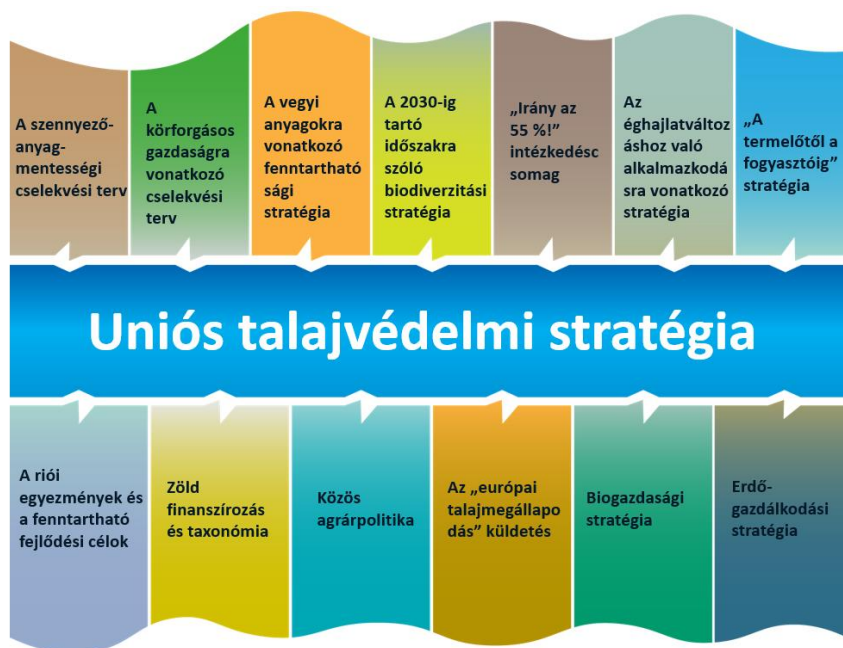 A szennyező-
anyag-
mentességi
cselekvési terv
A
körforgásos
gazdaságra
vonatkozó
cselekvési
terv
A vegyi
anyagokra
vonatkozó
fenntartható
sági
stratégia
A 2030-ig
tartó
időszakra
szóló
biodiverzitási
stratégia
„Irány az
55 %!”
intézkedésc
somag
Az
éghajlatváltoz
áshoz való
alkalmazkodá
sra vonatkozó
stratégia
„A
termelőtől a
fogyasztóig”
stratégia
Uniós talajvédelmi stratégia
A riói
egyezmények és
a fenntartható
fejlődési célok
Zöld
finanszírozás
és taxonómia
Közös
agrárpolitika
Az „európai
talajmegállapo
dás” küldetés
Biogazdasági
stratégia
Erdő-
gazdálkodási
stratégia